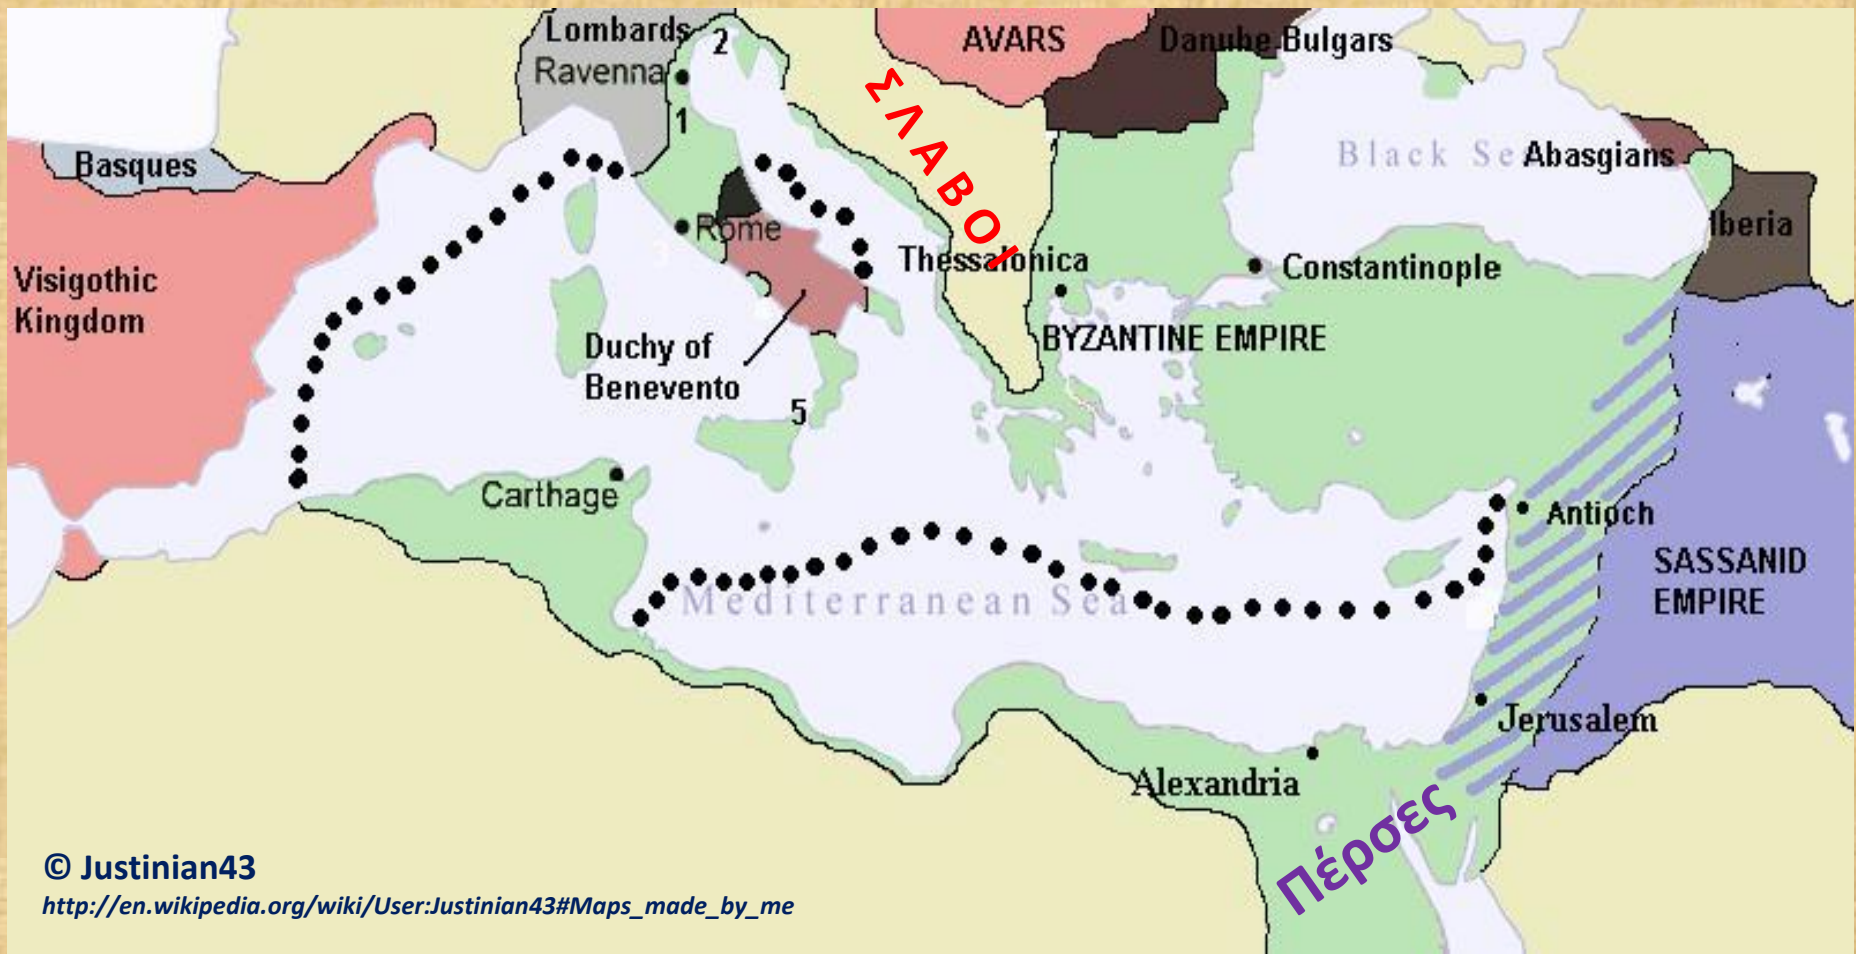 Lombards
2
AVARS
Danube Bulgars
Ravenna
ΣΛΑΒΟΙ
1
Black Sea
Abasgians
Basques
Rome
Iberia
3
Thessalonica
Constantinople
Visigothic
Kingdom
BYZANTINE EMPIRE
Duchy of
Benevento
5
Carthage
Antioch
SASSANID
EMPIRE
Mediterranean Sea
Jerusalem
Alexandria
Πέρσες
© Justinian43
http://en.wikipedia.org/wiki/User:Justinian43#Maps_made_by_me